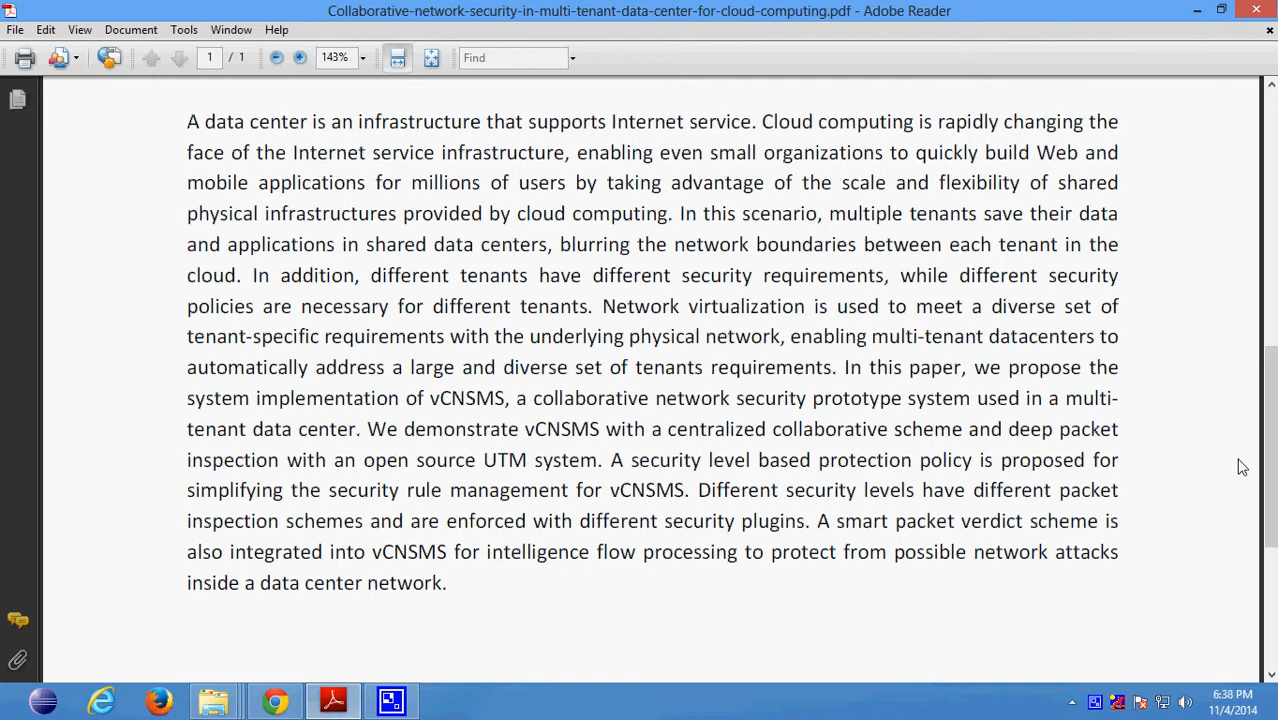 Collaborative-network-security-in-multi-tenant-data-center-for-cloud-computing.pdf - Adobe Reader
File Edit View Document Tools Window Help
1 / 1 143% Find
A data center is an infrastructure that supports Internet service. Cloud computing is rapidly changing the
face of the Internet service infrastructure, enabling even small organizations to quickly build Web and
mobile applications for millions of users by taking advantage of the scale and flexibility of shared
physical infrastructures provided by cloud computing. In this scenario, multiple tenants save their data
and applications in shared data centers, blurring the network boundaries between each tenant in the
cloud. In addition, different tenants have different security requirements, while different security
policies are necessary for different tenants. Network virtualization is used to meet a diverse set of
tenant-specific requirements with the underlying physical network, enabling multi-tenant datacenters to
automatically address a large and diverse set of tenants requirements. In this paper, we propose the
system implementation of vCNSMS, a collaborative network security prototype system used in a multi-
tenant data center. We demonstrate vCNSMS with a centralized collaborative scheme and deep packet
inspection with an open source UTM system. A security level based protection policy is proposed for
simplifying the security rule management for vCNSMS. Different security levels have different packet
inspection schemes and are enforced with different security plugins. A smart packet verdict scheme is
also integrated into vCNSMS for intelligence flow processing to protect from possible network attacks
inside a data center network.
6:38 PM
11/4/2014